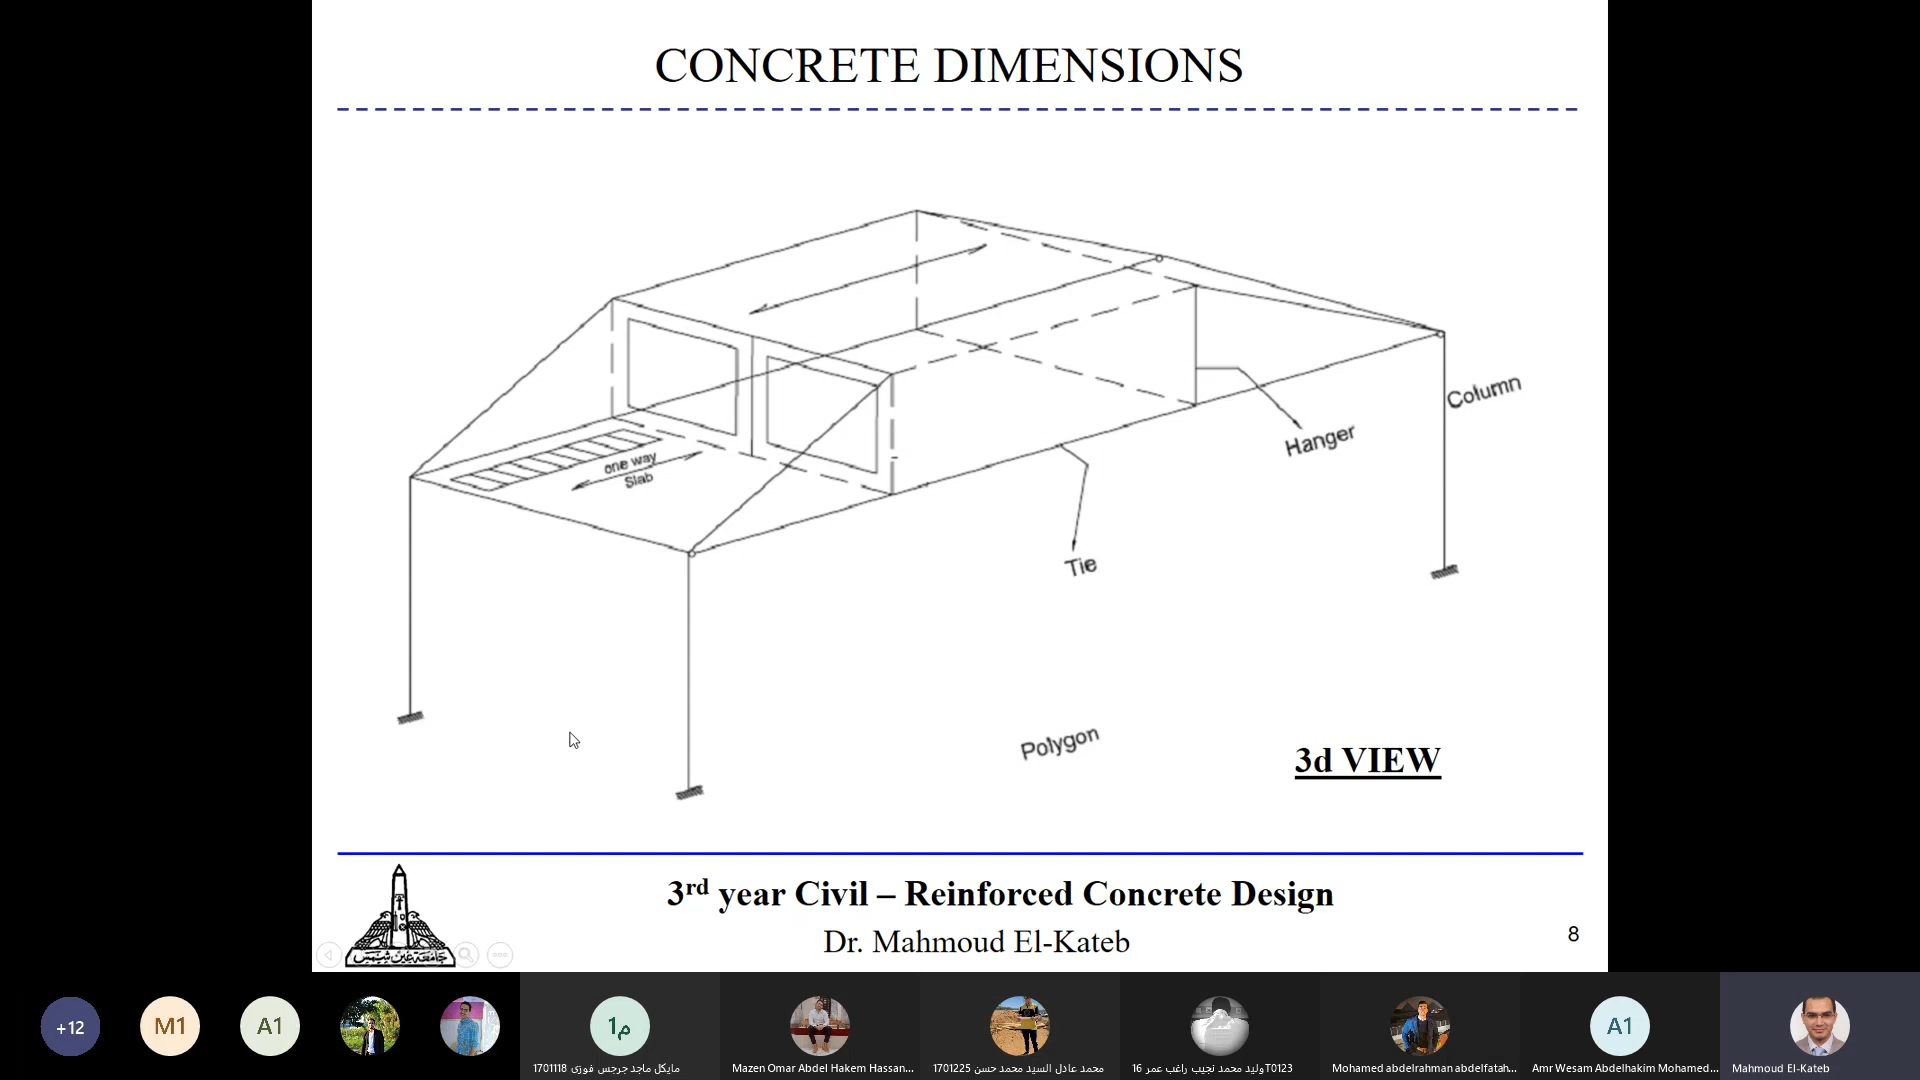 CONCRETE DIMENSIONS
Column
Hanger
one way
Slab
Tie
Polygon
3d VIEW
3rd year Civil – Reinforced Concrete Design
Dr. Mahmoud El-Kateb
8
جامعة عين شمس
+12
M1
A1
م1
A1
مايكل ماجد جرجس فوزى 1701118
Mazen Omar Abdel Hakem Hassan...
محمد عادل السيد محمد حسن 1701225
وليد محمد نجيب راغب عمر 16T0123
Mohamed abdelrahman abdelfatah...
Amr Wesam Abdelhakim Mohamed...
Mahmoud El-Kateb